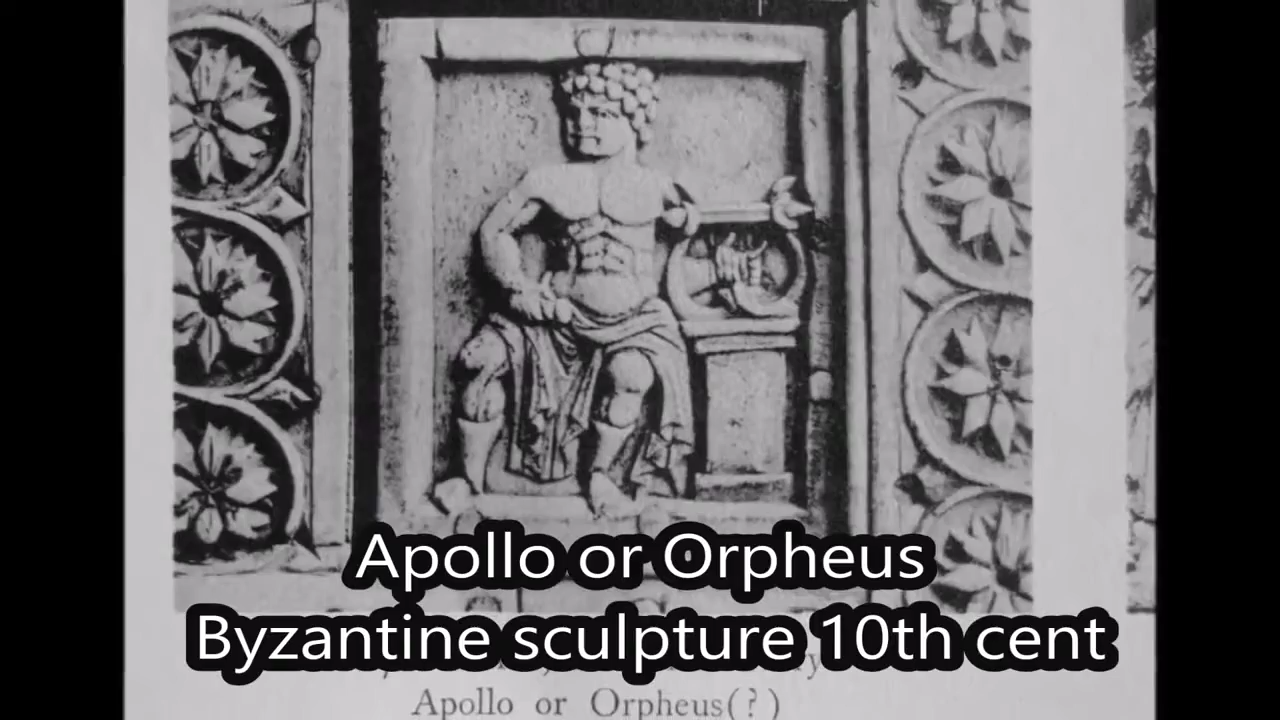 Apollo or Orpheus
Byzantine sculpture 10th cent
Apollo or Orpheus(?)